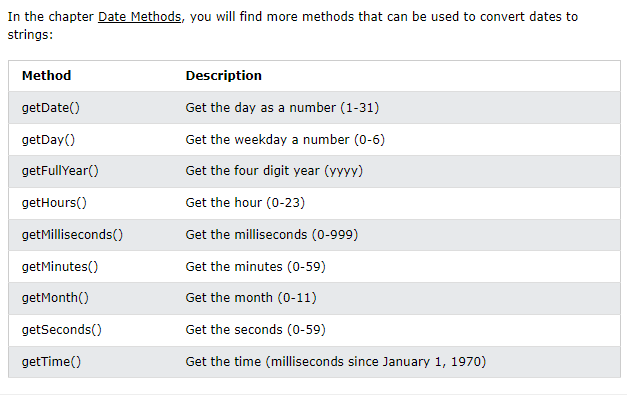 In the chapter Date Methods, you will find more methods that can be used to convert dates to
strings:
Method Description
getDate() Get the day as a number (1-31)
getDay() Get the weekday a number (0-6)
getFullYear() Get the four digit year (yyyy)
getHours() Get the hour (0-23)
getMilliseconds() Get the milliseconds (0-999)
getMinutes() Get the minutes (0-59)
getMonth() Get the month (0-11)
getSeconds() Get the seconds (0-59)
getTime() Get the time (milliseconds since January 1, 1970)